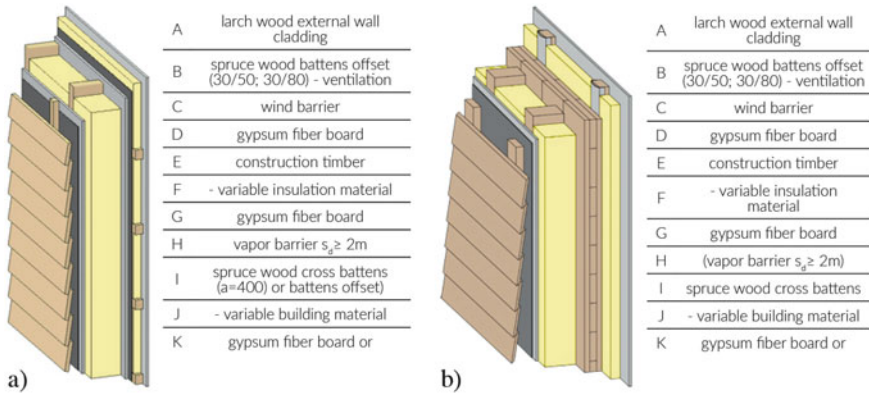 A larch wood external wall
cladding
B spruce wood battens offset
(30/50; 30/80) - ventilation
C wind barrier
D gypsum fiber board
E construction timber
F - variable insulation material
G gypsum fiber board
H vapor barrier s_d ≥ 2m
I spruce wood cross battens
(a=400) or battens offset)
J - variable building material
K gypsum fiber board or
a)
A larch wood external wall
cladding
B spruce wood battens offset
(30/50; 30/80) - ventilation
C wind barrier
D gypsum fiber board
E construction timber
F - variable insulation
material
G gypsum fiber board
H (vapor barrier s_d ≥ 2m)
I spruce wood cross battens
J - variable building material
K gypsum fiber board or
b)